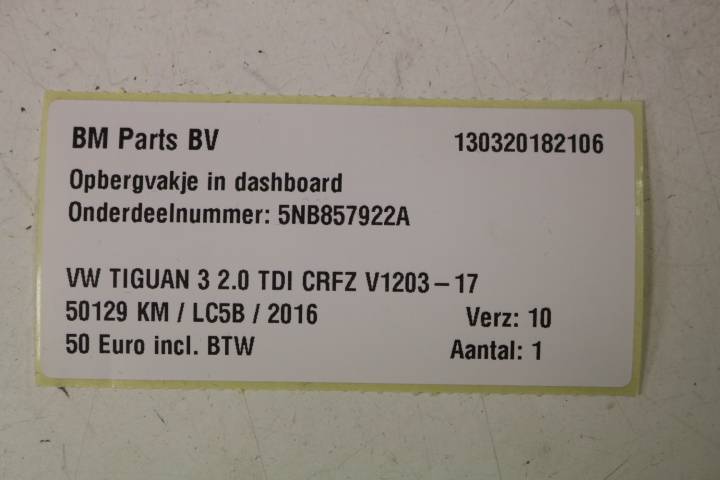 BM Parts BV 130320182106
Opbergvakje in dashboard
Onderdeelnummer: 5NB857922A
VW TIGUAN 3 2.0 TDI CRFZ V1203-17
50129 KM / LC5B / 2016 Verz: 10
50 Euro incl. BTW Aantal: 1